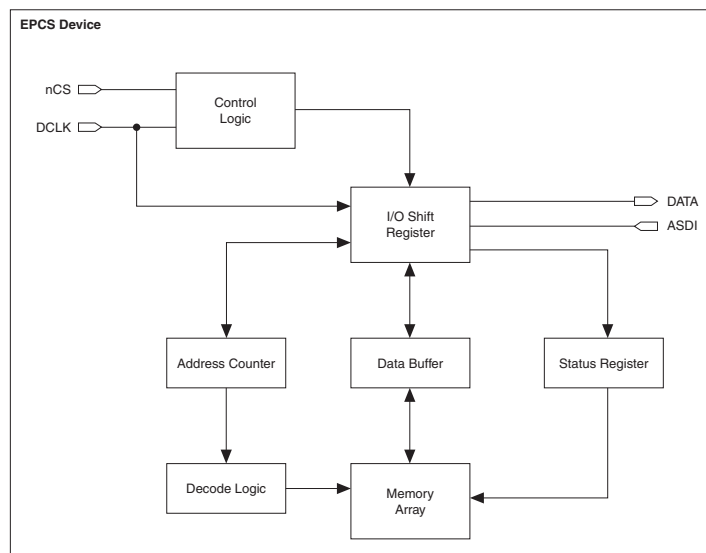 EPCS Device
nCS
DCLK
Control
Logic
I/O Shift
Register
DATA
ASDI
Address Counter
Data Buffer
Status Register
Decode Logic
Memory
Array